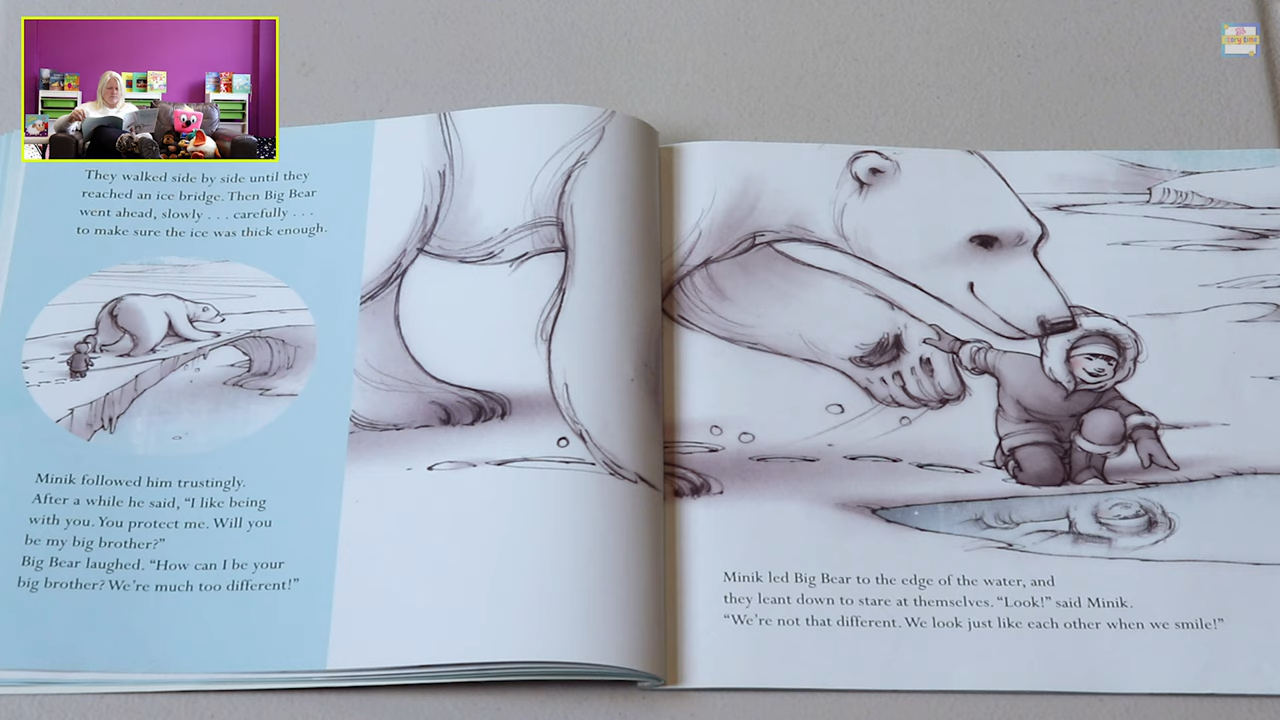 They walked side by side until they
reached an ice bridge. Then Big Bear
went ahead, slowly . . . carefully . . .
to make sure the ice was thick enough.
Minik followed him trustingly.
After a while he said, “I like being
with you. You protect me. Will you
be my big brother?”
Big Bear laughed. “How can I be your
big brother? We’re much too different!”
Minik led Big Bear to the edge of the water, and
they leant down to stare at themselves. “Look!” said Minik.
“We’re not that different. We look just like each other when we smile!”
story time